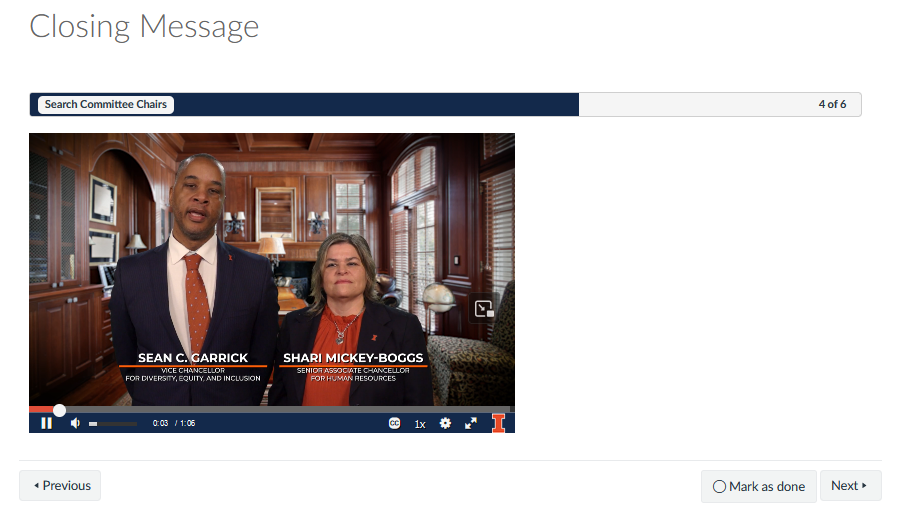 Closing Message
Search Committee Chairs
4 of 6
SEAN C. GARRICK
VICE CHANCELLOR
FOR DIVERSITY, EQUITY, AND INCLUSION
SHARI MICKEY-BOGGS
SENIOR ASSOCIATE CHANCELLOR
FOR HUMAN RESOURCES
0:03 / 1:06
CC
1x
I
Previous
Mark as done
Next